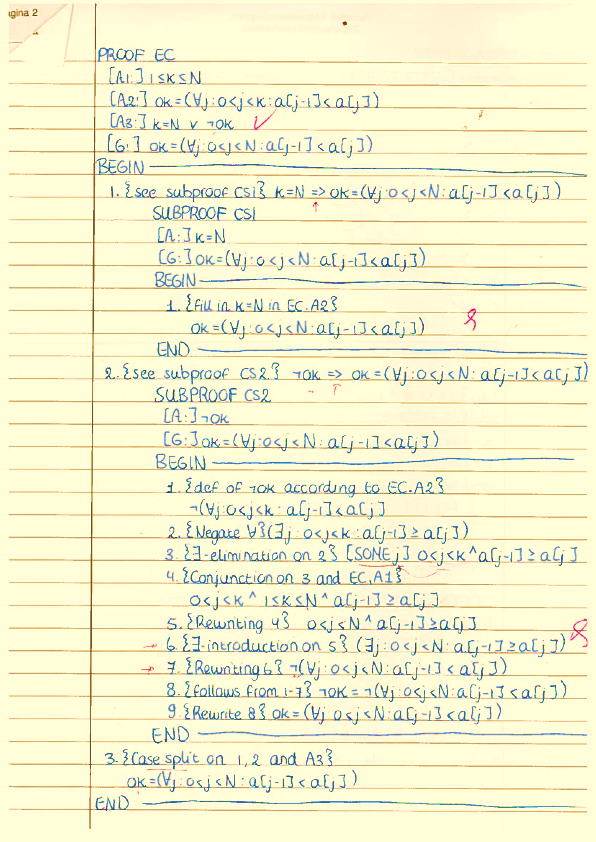 agina 2
PROOF EC
[A1:] 1≤K≤N
[A2:] OK=(∀j:0<j<K:a[j-1]<a[j])
[A3:] K=N ∨ ¬OK
[G:] OK=(∀j:0<j<N:a[j-1]<a[j])
BEGIN
1. {see subproof CS1} K=N => OK=(∀j:0<j<N:a[j-1]<a[j])
SUBPROOF CS1
[A:] K=N
[G:] OK=(∀j:0<j<N:a[j-1]<a[j])
BEGIN
1. {fill in K=N in EC.A2}
OK=(∀j:0<j<N:a[j-1]<a[j])
END
2. {see subproof CS2.} ¬OK => OK=(∀j:0<j<N:a[j-1]<a[j])
SUBPROOF CS2
[A:] ¬OK
[G:] OK=(∀j:0<j<N:a[j-1]<a[j])
BEGIN
1. {def of ¬OK according to EC.A2}
¬(∀j:0<j<K:a[j-1]<a[j]
2. {Negate ∀}(∃j:0<j<K:a[j-1]≥a[j])
3. {∃-elimination on 2} [SOME j] 0<j<K^a[j-1]≥a[j]
4. {Conjunction on 3 and EC.A1}
0<j<K^ 1≤K≤N^ a[j-1]≥a[j]
5. {Rewriting 4} 0<j<N^a[j-1]≥a[j]
6. {∃-introduction on 5} (∃j:0<j<N:a[j-1]≥a[j])
7. {Rewriting 6} ¬(∀j:0<j<N:a[j-1]<a[j])
8. {follows from 1-7} ¬OK=¬(∀j:0<j<N:a[j-1]<a[j])
9. {Rewrite 8} OK=(∀j 0<j<N:a[j-1]<a[j])
END
3. {Case split on 1,2 and A3}
OK=(∀j:0<j<N:a[j-1]<a[j])
END